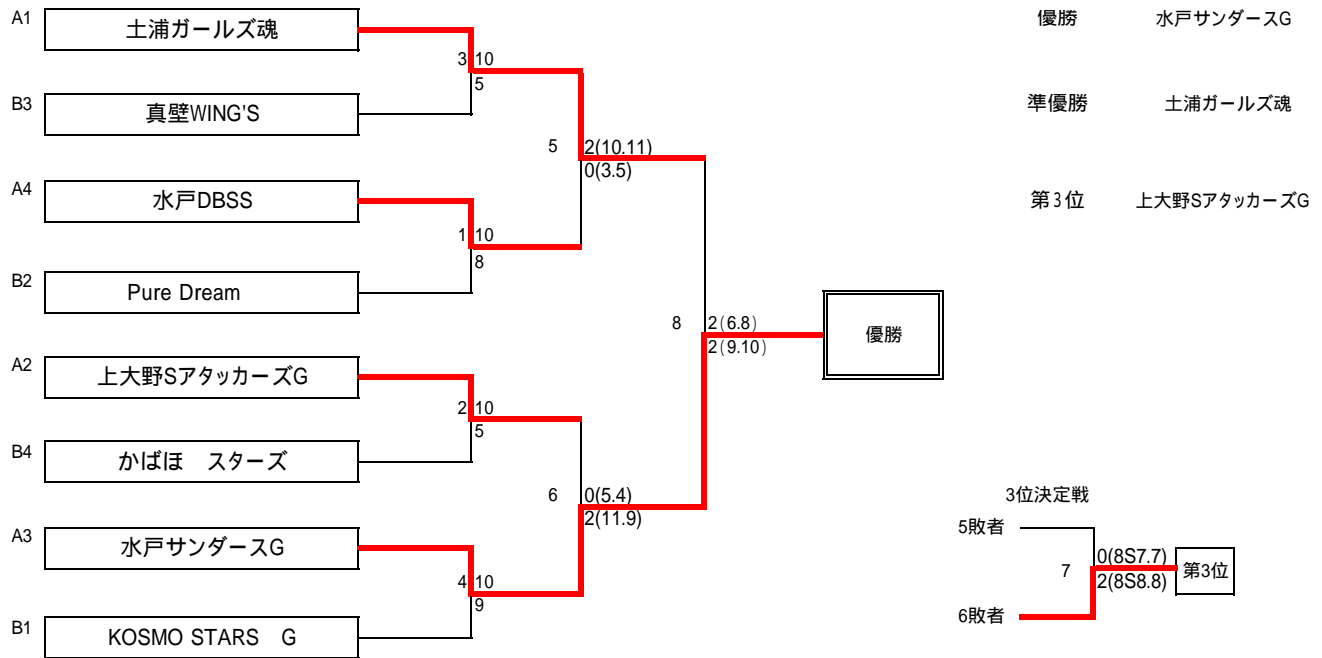 A1 土浦ガールズ魂
3 10
5
B3 真壁WING'S
5 2(10.11)
0(3.5)
A4 水戸DBSS
1 10
8
B2 Pure Dream
8 2(6.8)
2(9.10)
優勝
A2 上大野SアタッカーズG
2 10
5
B4 かばほ　スターズ
6 0(5.4)
2(11.9)
A3 水戸サンダースG
4 10
9
B1 KOSMO STARS　G
優勝 水戸サンダースG
準優勝 土浦ガールズ魂
第3位 上大野SアタッカーズG
3位決定戦
5敗者
7 0(8S7.7)
2(8S8.8)
第3位
6敗者